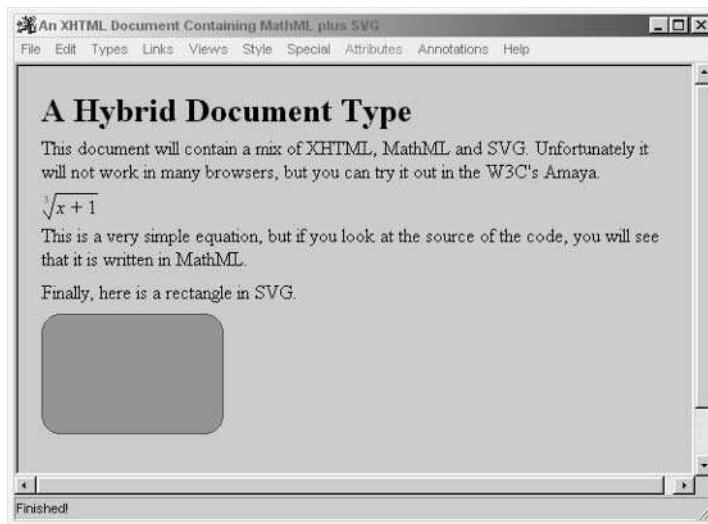 An XHTML Document Containing MathML plus SVG
File Edit Types Links Views Style Special Attributes Annotations Help
A Hybrid Document Type
This document will contain a mix of XHTML, MathML and SVG. Unfortunately it
will not work in many browsers, but you can try it out in the W3C's Amaya.
∛x + 1
This is a very simple equation, but if you look at the source of the code, you will see
that it is written in MathML.
Finally, here is a rectangle in SVG.
Finished!